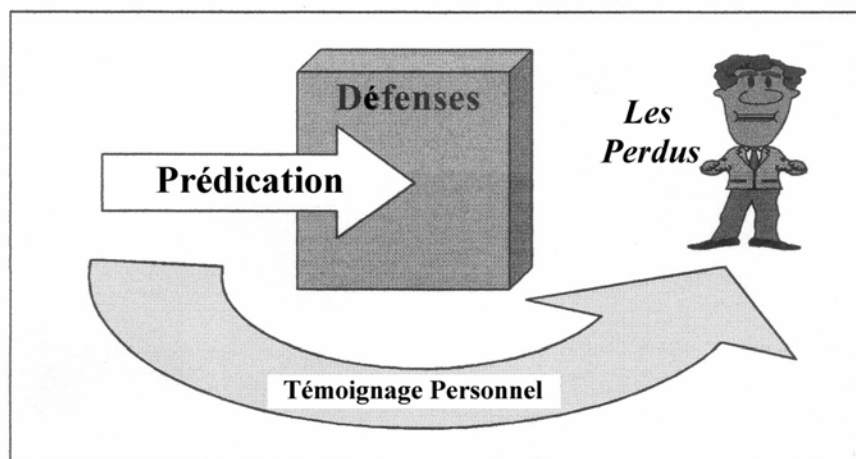 Défenses
Les
Perdus
Prédication
Témoignage Personnel